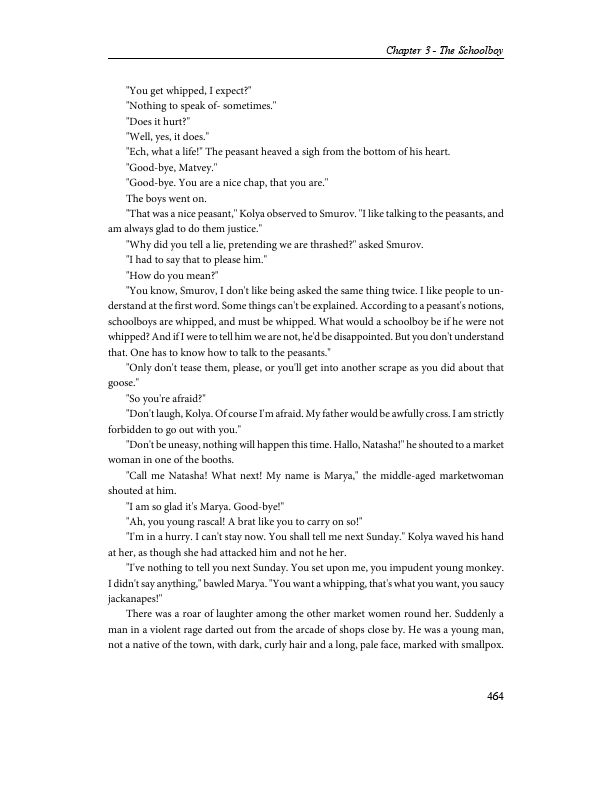 Chapter 3 - The Schoolboy
"You get whipped, I expect?"
"Nothing to speak of- sometimes."
"Does it hurt?"
"Well, yes, it does."
"Ech, what a life!" The peasant heaved a sigh from the bottom of his heart.
"Good-bye, Matvey."
"Good-bye. You are a nice chap, that you are."
The boys went on.
"That was a nice peasant," Kolya observed to Smurov. "I like talking to the peasants, and
am always glad to do them justice."
"Why did you tell a lie, pretending we are thrashed?" asked Smurov.
"I had to say that to please him."
"How do you mean?"
"You know, Smurov, I don't like being asked the same thing twice. I like people to un-
derstand at the first word. Some things can't be explained. According to a peasant's notions,
schoolboys are whipped, and must be whipped. What would a schoolboy be if he were not
whipped? And if I were to tell him we are not, he'd be disappointed. But you don't understand
that. One has to know how to talk to the peasants."
"Only don't tease them, please, or you'll get into another scrape as you did about that
goose."
"So you're afraid?"
"Don't laugh, Kolya. Of course I'm afraid. My father would be awfully cross. I am strictly
forbidden to go out with you."
"Don't be uneasy, nothing will happen this time. Hallo, Natasha!" he shouted to a market
woman in one of the booths.
"Call me Natasha! What next! My name is Marya," the middle-aged marketwoman
shouted at him.
"I am so glad it's Marya. Good-bye!"
"Ah, you young rascal! A brat like you to carry on so!"
"I'm in a hurry. I can't stay now. You shall tell me next Sunday." Kolya waved his hand
at her, as though she had attacked him and not he her.
"I've nothing to tell you next Sunday. You set upon me, you impudent young monkey.
I didn't say anything," bawled Marya. "You want a whipping, that's what you want, you saucy
jackanapes!"
There was a roar of laughter among the other market women round her. Suddenly a
man in a violent rage darted out from the arcade of shops close by. He was a young man,
not a native of the town, with dark, curly hair and a long, pale face, marked with smallpox.
464